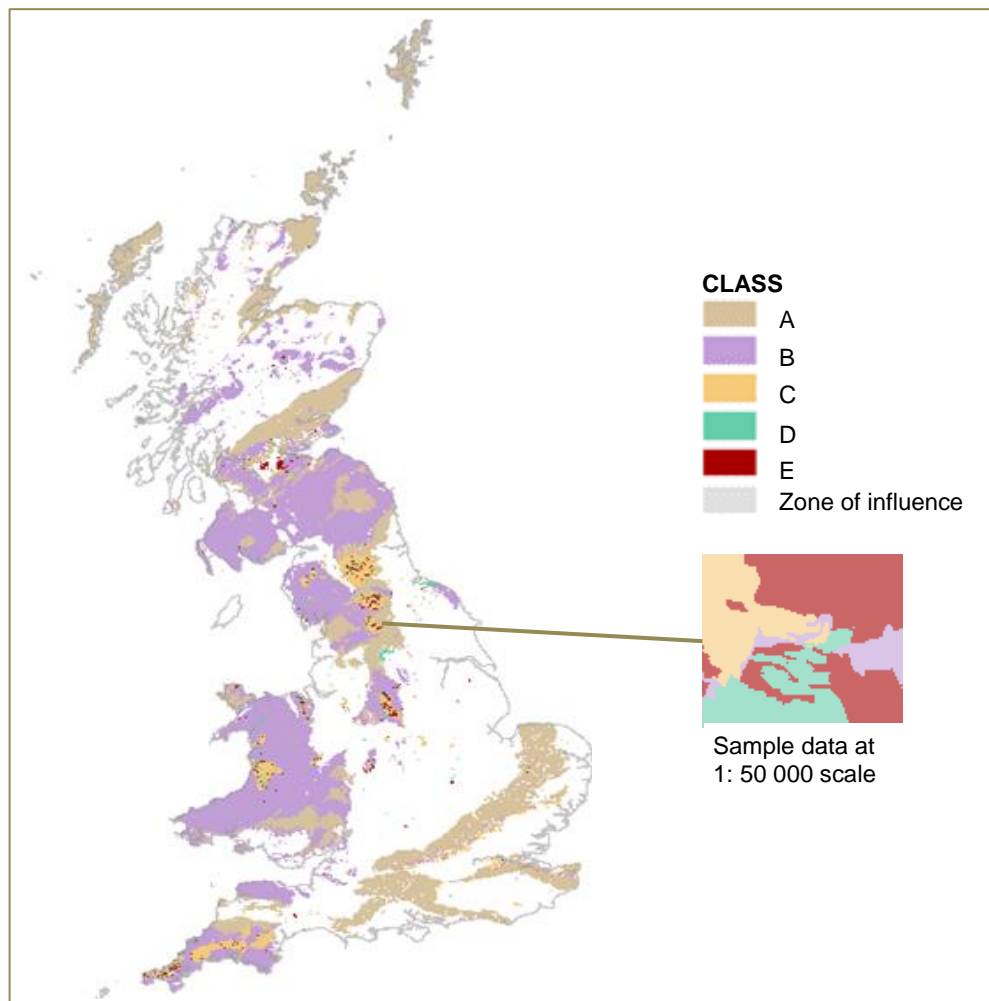 CLASS
A
B
C
D
E
Zone of influence
Sample data at
1: 50 000 scale